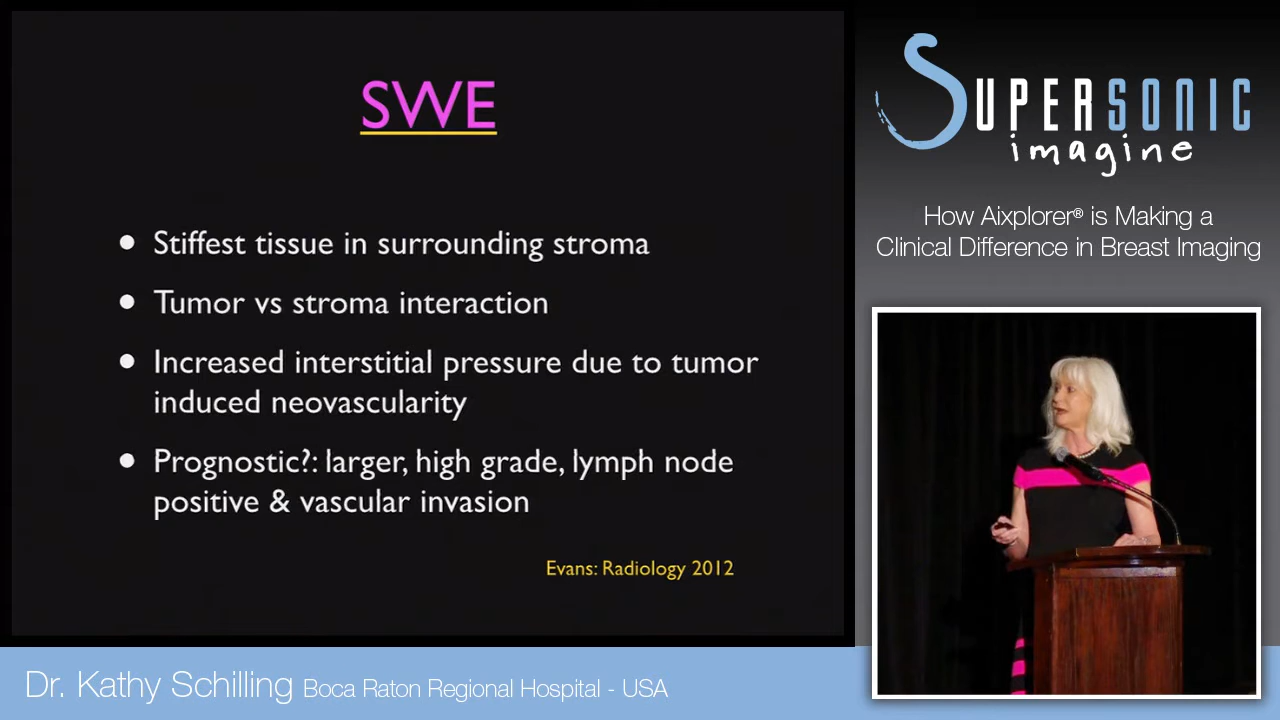 SWE
• Stiffest tissue in surrounding stroma
• Tumor vs stroma interaction
• Increased interstitial pressure due to tumor
induced neovascularity
• Prognostic?: larger, high grade, lymph node
positive & vascular invasion
Evans: Radiology 2012
SUPERSONIC
imagine
How Aixplorer® is Making a
Clinical Difference in Breast Imaging
Dr. Kathy Schilling Boca Raton Regional Hospital - USA